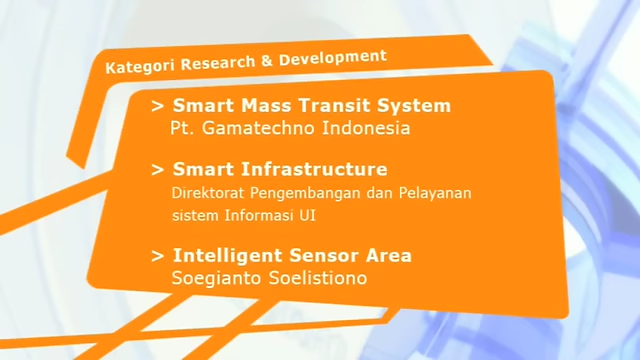 Kategori Research & Development
> Smart Mass Transit System
Pt. Gamatechno Indonesia
> Smart Infrastructure
Direktorat Pengembangan dan Pelayanan
sistem Informasi UI
> Intelligent Sensor Area
Soegianto Soelistiono